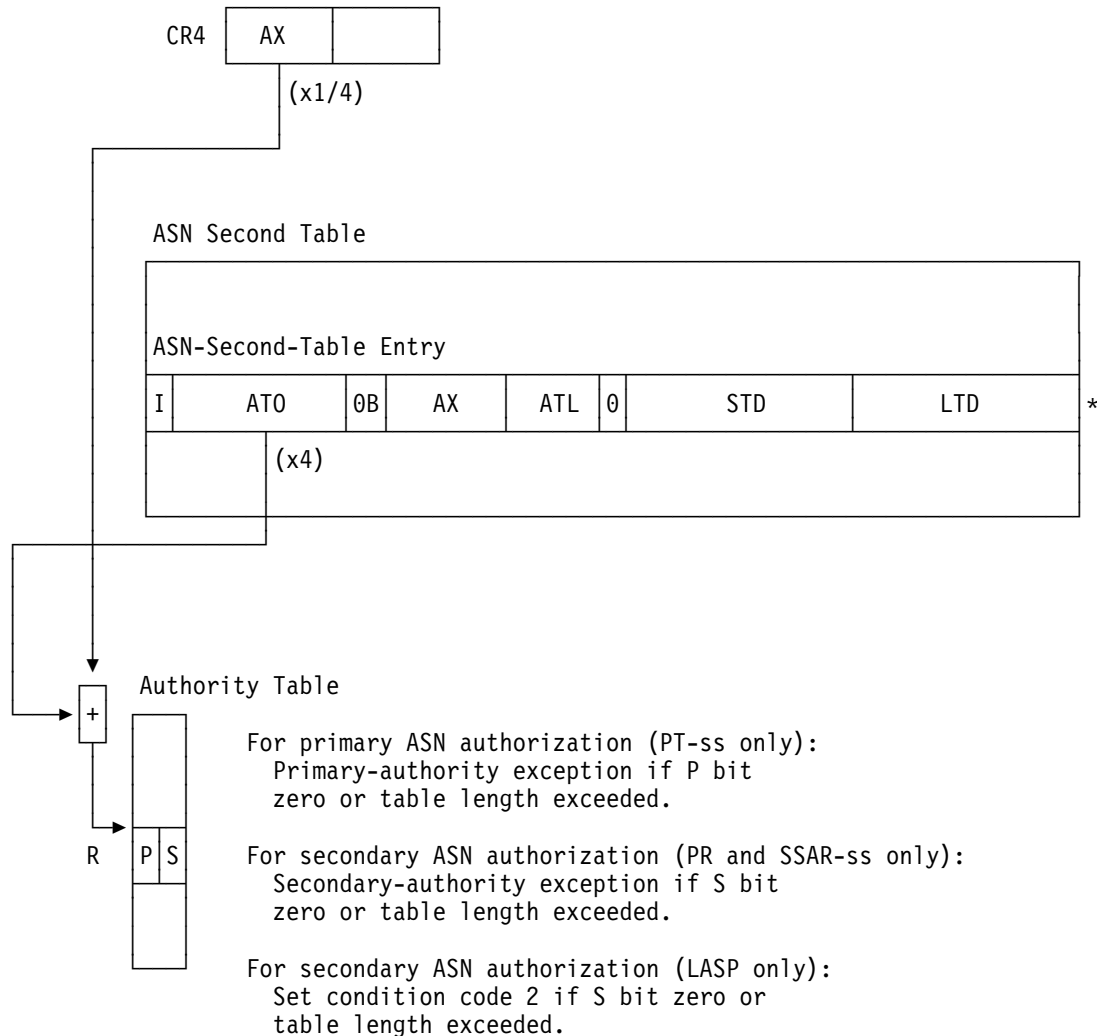 CR4 AX
(x1/4)
ASN Second Table
ASN-Second-Table Entry
I ATO 0B AX ATL 0 STD LTD *
(x4)
Authority Table
+
For primary ASN authorization (PT-ss only):
Primary-authority exception if P bit
zero or table length exceeded.
R P S
For secondary ASN authorization (PR and SSAR-ss only):
Secondary-authority exception if S bit
zero or table length exceeded.
For secondary ASN authorization (LASP only):
Set condition code 2 if S bit zero or
table length exceeded.